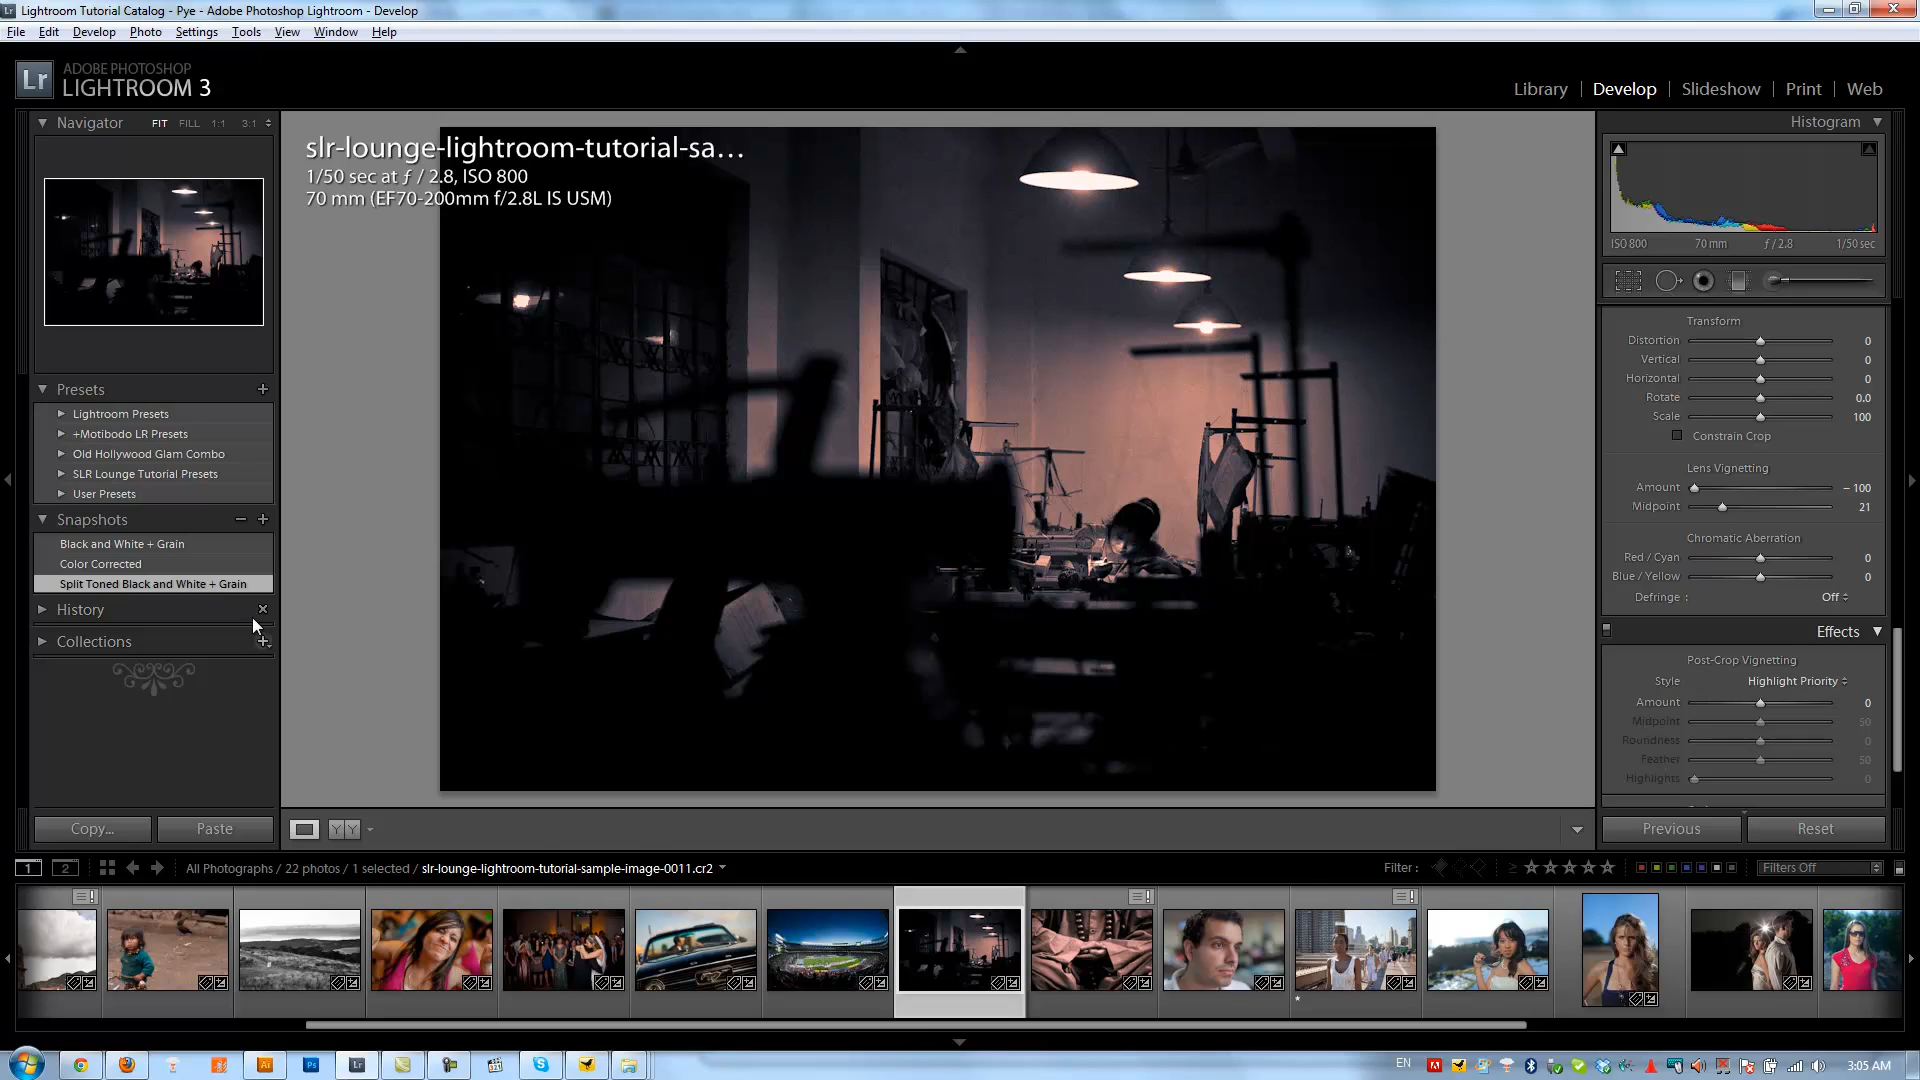 Lightroom Tutorial Catalog - Pye - Adobe Photoshop Lightroom - Develop
File Edit Develop Photo Settings Tools View Window Help
Lr ADOBE PHOTOSHOP
LIGHTROOM 3
Library | Develop | Slideshow | Print | Web
Navigator FIT FILL 1:1 3:1
slr-lounge-lightroom-tutorial-sa...
1/50 sec at ƒ / 2.8, ISO 800
70 mm (EF70-200mm f/2.8L IS USM)
Presets +
Lightroom Presets
+Motibodo LR Presets
Old Hollywood Glam Combo
SLR Lounge Tutorial Presets
User Presets
Snapshots − +
Black and White + Grain
Color Corrected
Split Toned Black and White + Grain
History ×
Collections +
Copy... Paste
Histogram
ISO 800 70 mm ƒ / 2.8 1/50 sec
Transform
Distortion 0
Vertical 0
Horizontal 0
Rotate 0.0
Scale 100
Constrain Crop
Lens Vignetting
Amount − 100
Midpoint 21
Chromatic Aberration
Red / Cyan 0
Blue / Yellow 0
Defringe : Off
Effects
Post-Crop Vignetting
Style Highlight Priority
Amount 0
Midpoint 50
Roundness 0
Feather 50
Highlights 0
Previous Reset
YY
1 2 All Photographs / 22 photos / 1 selected / slr-lounge-lightroom-tutorial-sample-image-0011.cr2 Filter : ≥ Filters Off
Ai Ps Lr
EN 3:05 AM